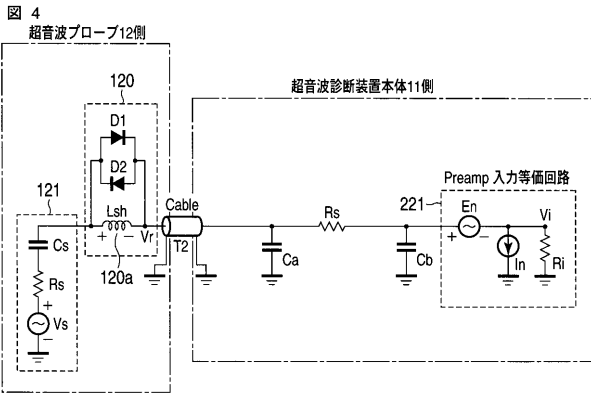 図 4
超音波プローブ12側
超音波診断装置本体11側
120
D1
D2
Lsh
+ − Vr
120a
121
Cs
Rs
+
Vs
−
Cable
T2
Ca
Rs
Cb
Preamp 入力等価回路
221
En
+ −
Vi
In
Ri